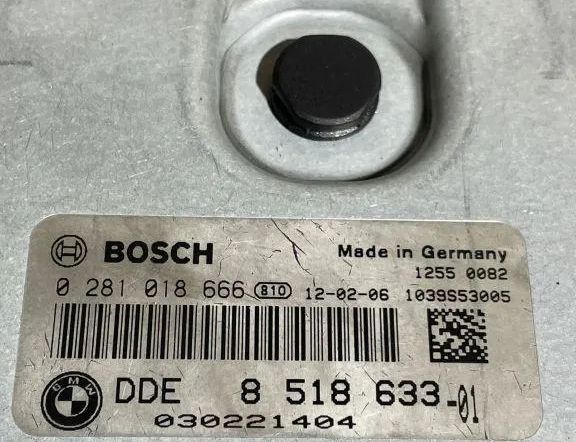 BOSCH
Made in Germany
1255 0082
0 281 018 666 810 12-02-06 1039S53005
BMW
DDE 8 518 633-01
030221404